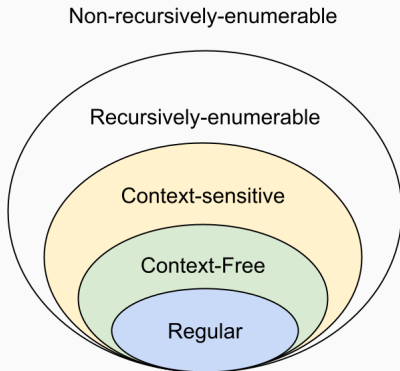 Non-recursively-enumerable
Recursively-enumerable
Context-sensitive
Context-Free
Regular